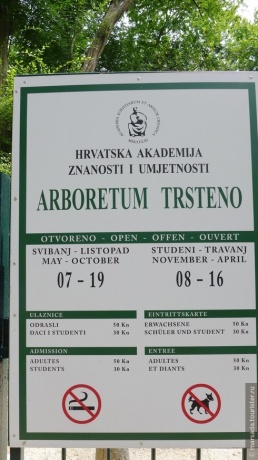 HRVATSKA AKADEMIJA
ZNANOSTI I UMJETNOSTI
ARBORETUM TRSTENO
OTVORENO - OPEN - OFFEN - OUVERT
SVIBANJ - LISTOPAD
MAY - OCTOBER
07 - 19
STUDENI - TRAVANJ
NOVEMBER - APRIL
08 - 16
ULAZNICE
ODRASLI 50 Kn
DACI I STUDENTI 30 Kn
EINTRITTSKARTE
ERWACHSENE 50 Kn
SCHÜLER UND STUDENT 30 Kn
ADMISSION
ADULTES 50 Kn
STUDENTS 30 Kn
ENTREE
ADULTES 50 Kn
ET DIANTS 30 Kn